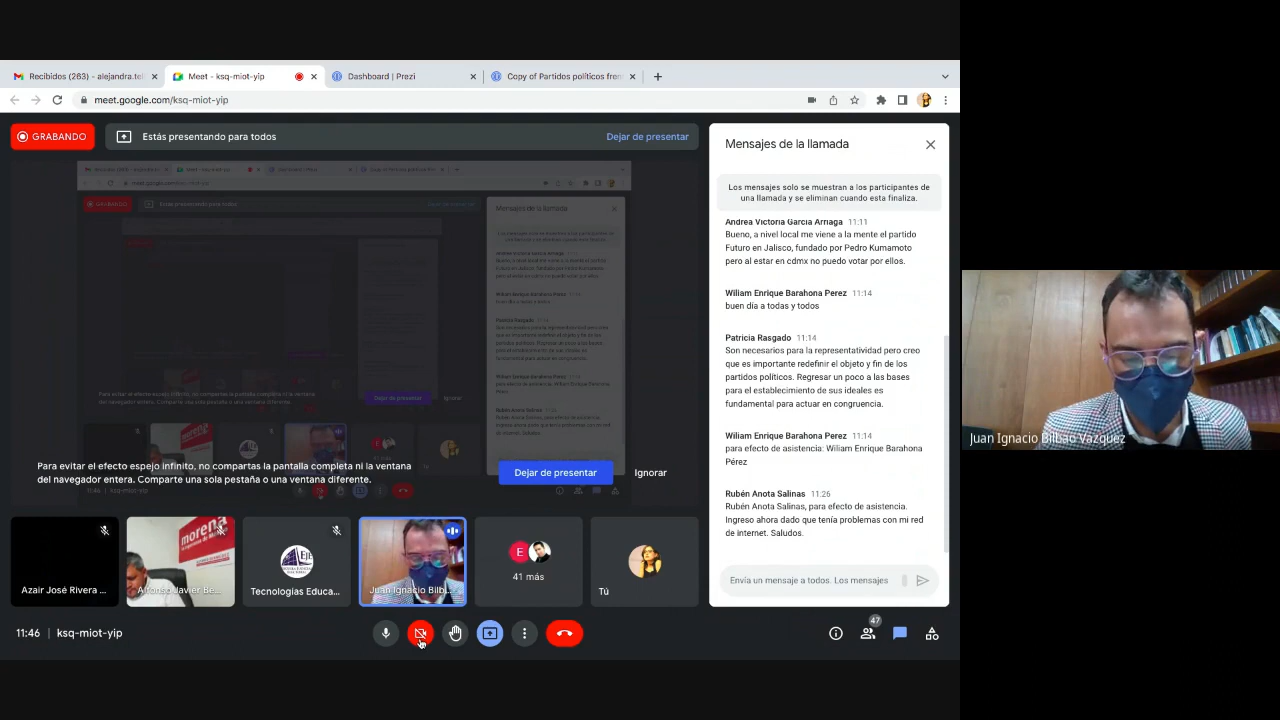 Recibidos (263) - alejandra.tel
Meet - ksq-miot-yip
Dashboard | Prezi
Copy of Partidos políticos fren
meet.google.com/ksq-miot-yip
GRABANDO
Estás presentando para todos
Dejar de presentar
Mensajes de la llamada
Los mensajes solo se muestran a los participantes de
una llamada y se eliminan cuando esta finaliza.
Andrea Victoria Garcia Arriaga 11:11
Bueno, a nivel local me viene a la mente el partido
Futuro en Jalisco, fundado por Pedro Kumamoto
pero al estar en cdmx no puedo votar por ellos.
Wiliam Enrique Barahona Perez 11:14
buen día a todas y todos
Patricia Rasgado 11:14
Son necesarios para la representatividad pero creo
que es importante redefinir el objeto y fin de los
partidos políticos. Regresar un poco a las bases
para el establecimiento de sus ideales es
fundamental para actuar en congruencia.
Wiliam Enrique Barahona Perez 11:14
para efecto de asistencia: Wiliam Enrique Barahona
Pérez
Rubén Anota Salinas 11:26
Rubén Anota Salinas, para efecto de asistencia.
Ingreso ahora dado que tenía problemas con mi red
de internet. Saludos.
Envía un mensaje a todos. Los mensajes
Para evitar el efecto espejo infinito, no compartas la pantalla completa ni la ventana
del navegador entera. Comparte una sola pestaña o una ventana diferente.
Dejar de presentar
Ignorar
Azair José Rivera ...
morena
Alfonso Javier Be...
EJE
Tecnologías Educa...
Juan Ignacio Bilb...
E
41 más
Tú
11:46 | ksq-miot-yip
47
Juan Ignacio Bilbao Vazquez